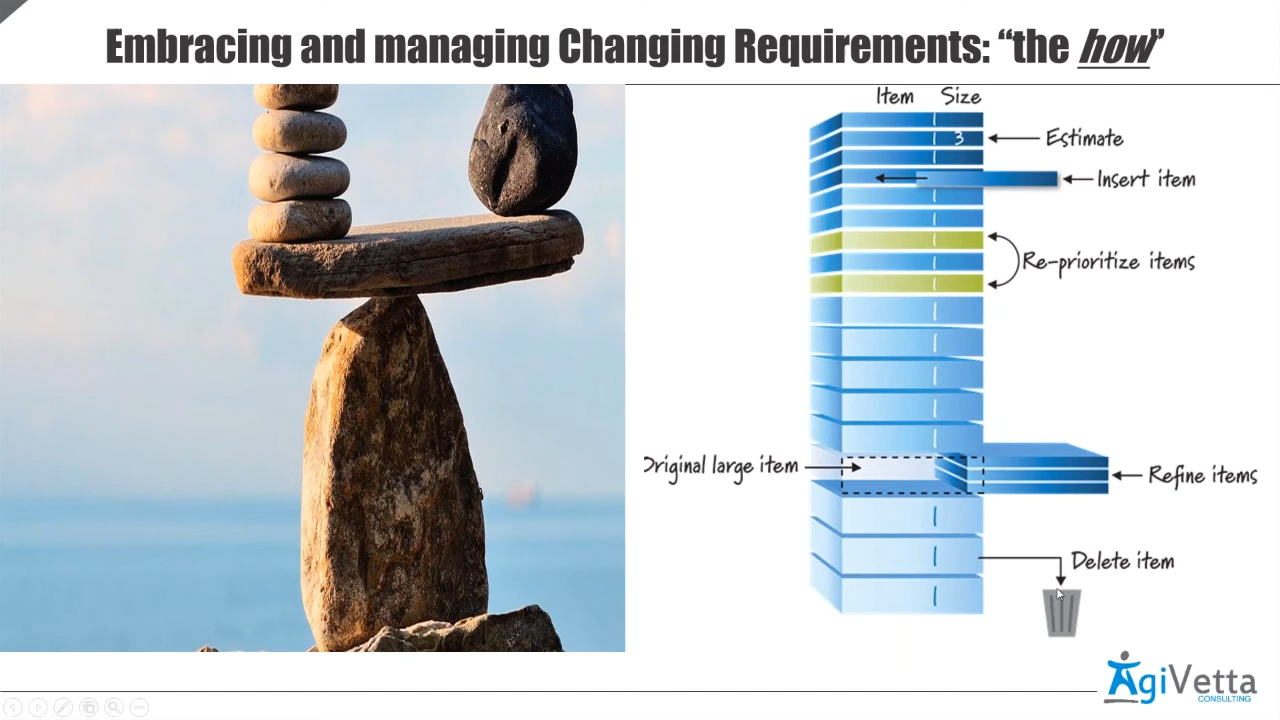 Embracing and managing Changing Requirements: “the how”
Item Size
3
Estimate
Insert item
Re-prioritize items
Original large item
Refine items
Delete item
AgiVetta
CONSULTING